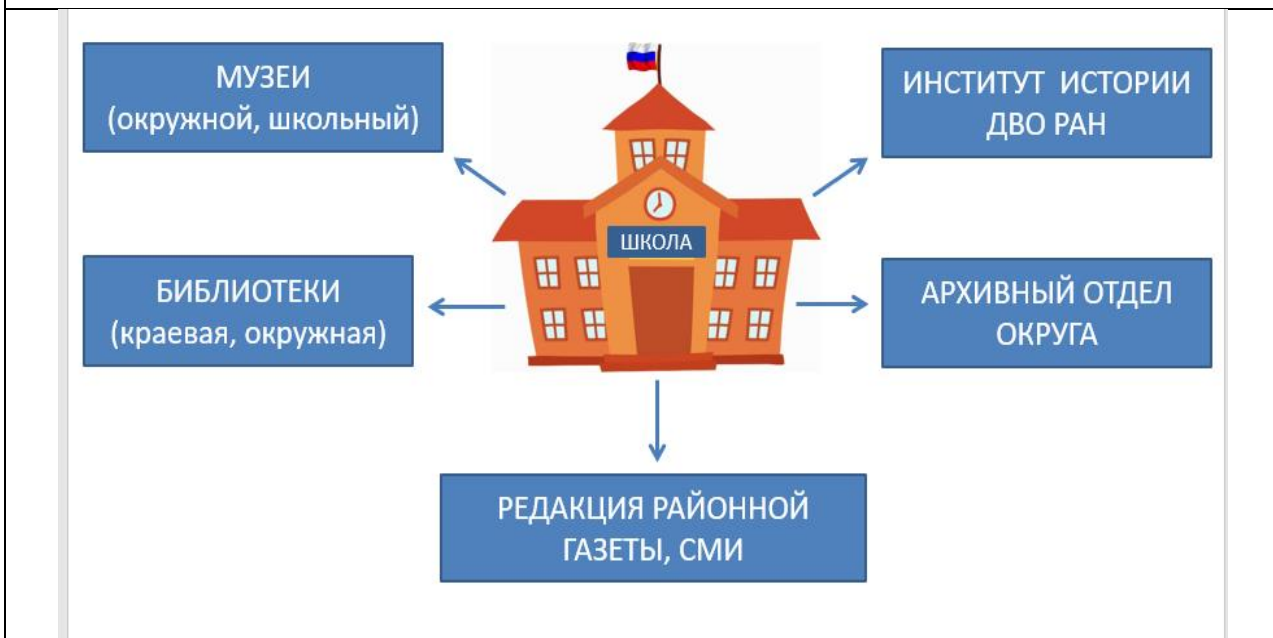 МУЗЕИ
(окружной, школьный)
ИНСТИТУТ ИСТОРИИ
ДВО РАН
ШКОЛА
БИБЛИОТЕКИ
(краевая, окружная)
АРХИВНЫЙ ОТДЕЛ
ОКРУГА
РЕДАКЦИЯ РАЙОННОЙ
ГАЗЕТЫ, СМИ